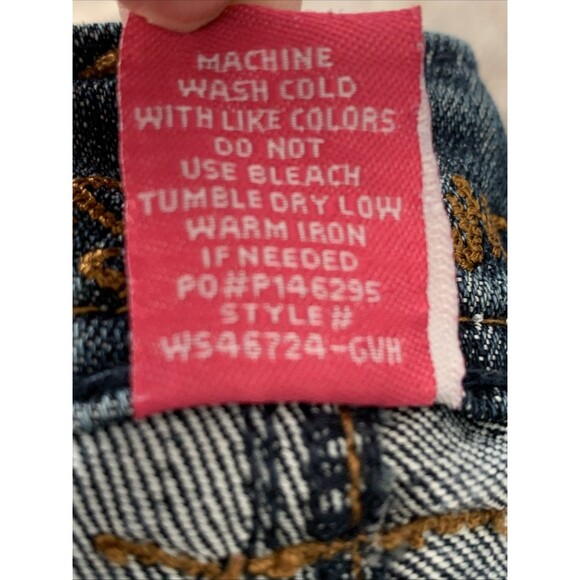 MACHINE
WASH COLD
WITH LIKE COLORS
DO NOT
USE BLEACH
TUMBLE DRY LOW
WARM IRON
IF NEEDED
PO#P146295
STYLE#
WS46724-GVH